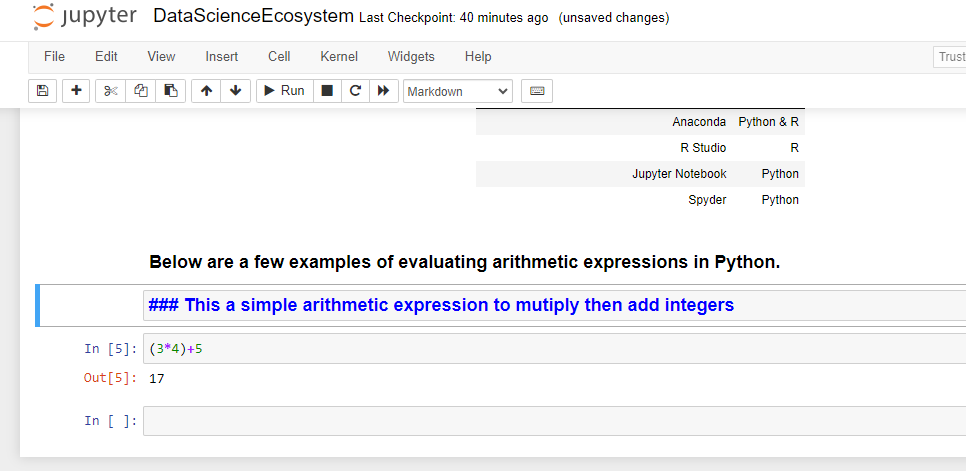 jupyter DataScienceEcosystem Last Checkpoint: 40 minutes ago (unsaved changes)
File Edit View Insert Cell Kernel Widgets Help Trust
Run Markdown
Anaconda Python & R
R Studio R
Jupyter Notebook Python
Spyder Python
Below are a few examples of evaluating arithmetic expressions in Python.
### This a simple arithmetic expression to mutiply then add integers
In [5]: (3*4)+5
Out[5]: 17
In [ ]: